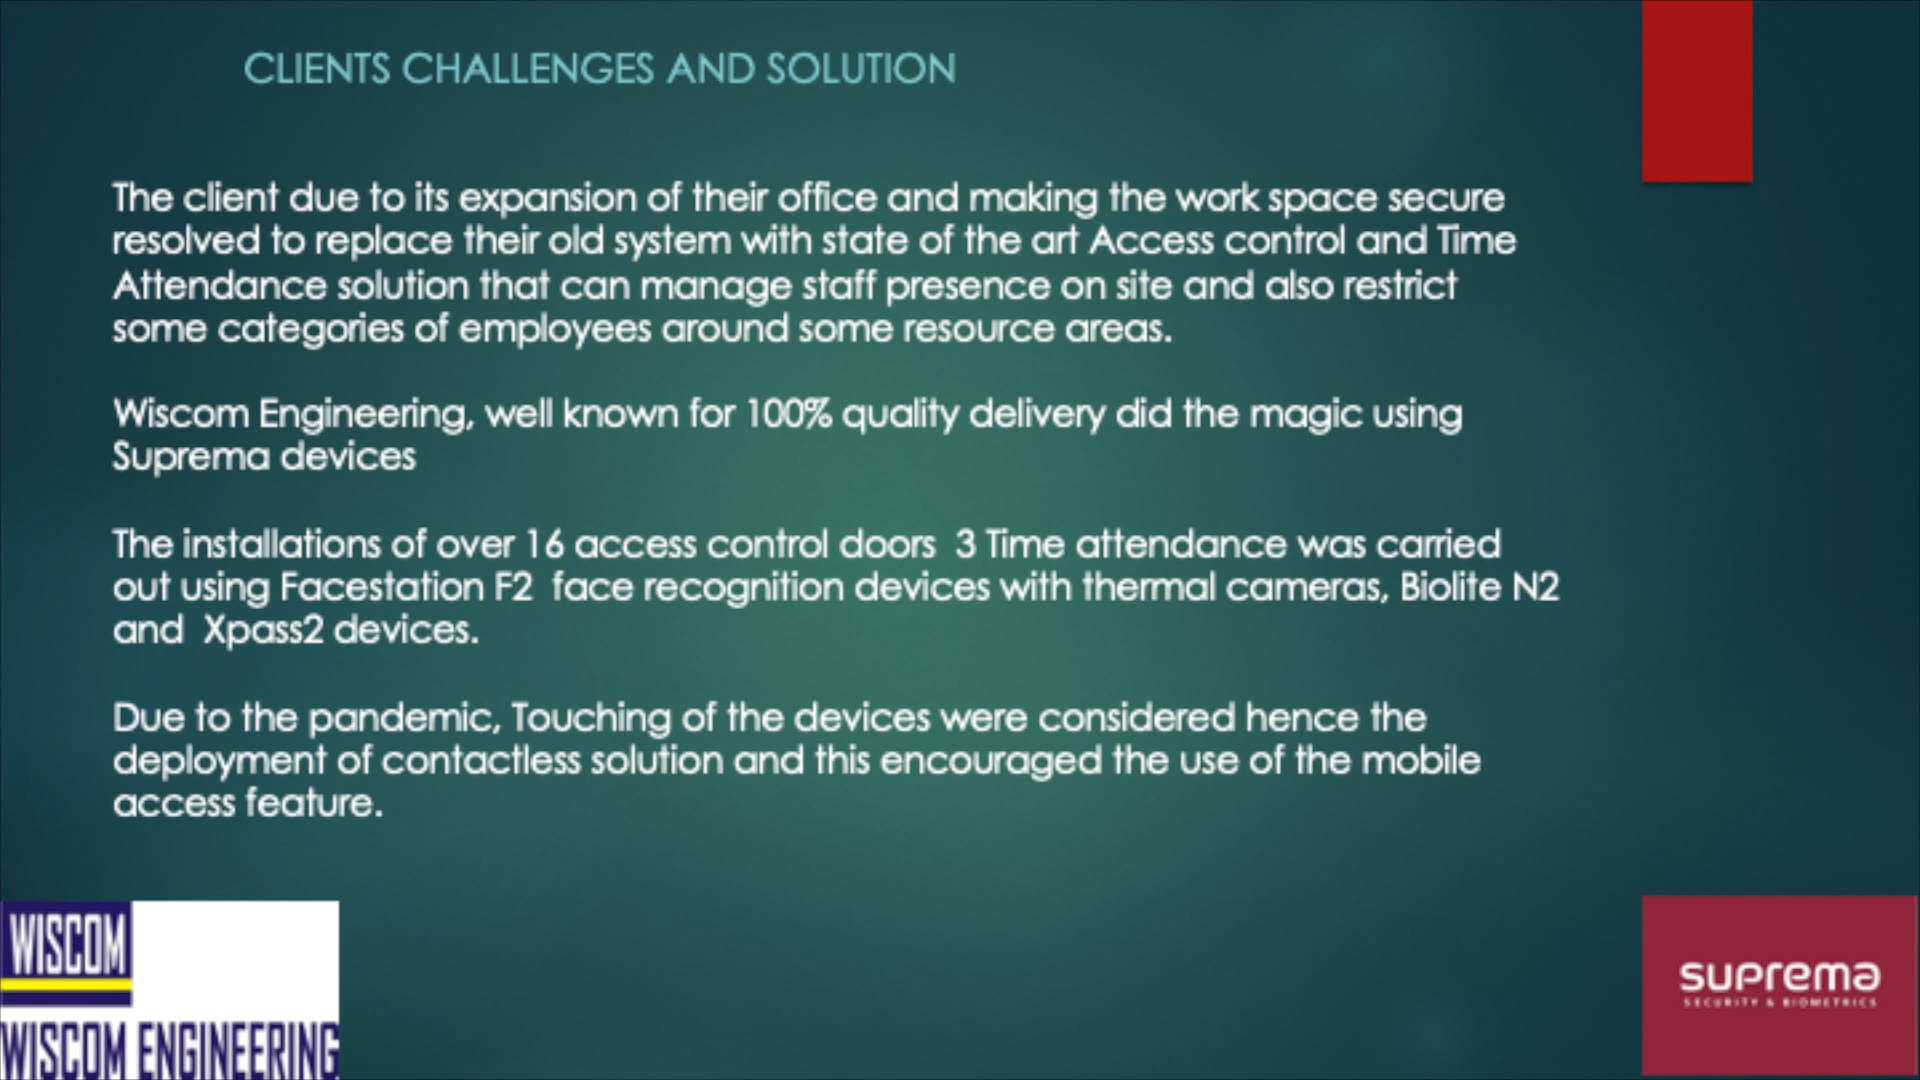 CLIENTS CHALLENGES AND SOLUTION
The client due to its expansion of their office and making the work space secure
resolved to replace their old system with state of the art Access control and Time
Attendance solution that can manage staff presence on site and also restrict
some categories of employees around some resource areas.
Wiscom Engineering, well known for 100% quality delivery did the magic using
Suprema devices
The installations of over 16 access control doors 3 Time attendance was carried
out using Facestation F2 face recognition devices with thermal cameras, Biolite N2
and Xpass2 devices.
Due to the pandemic, Touching of the devices were considered hence the
deployment of contactless solution and this encouraged the use of the mobile
access feature.
WISCOM
WISCOM ENGINEERING
suprema
SECURITY & BIOMETRICS